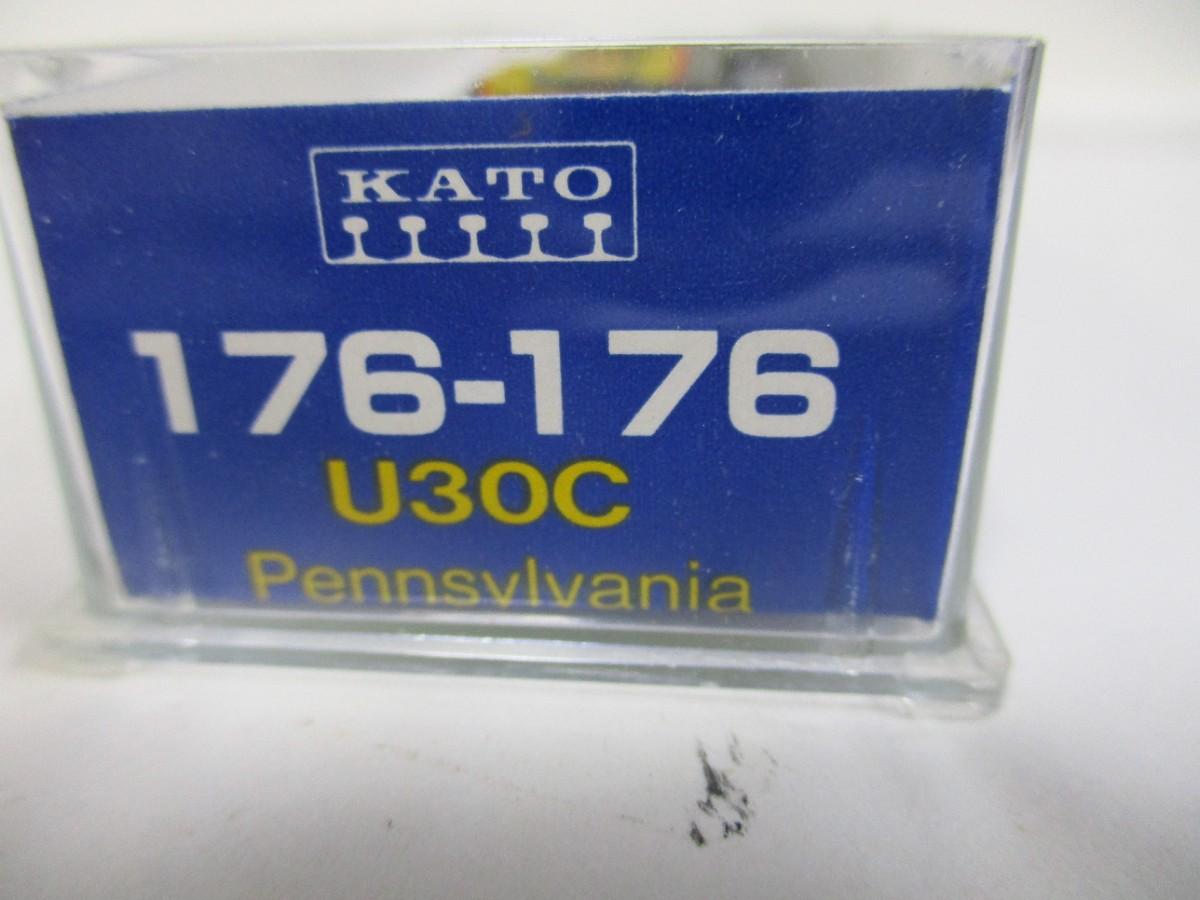 KATO
176-176
U30C
Pennsylvania